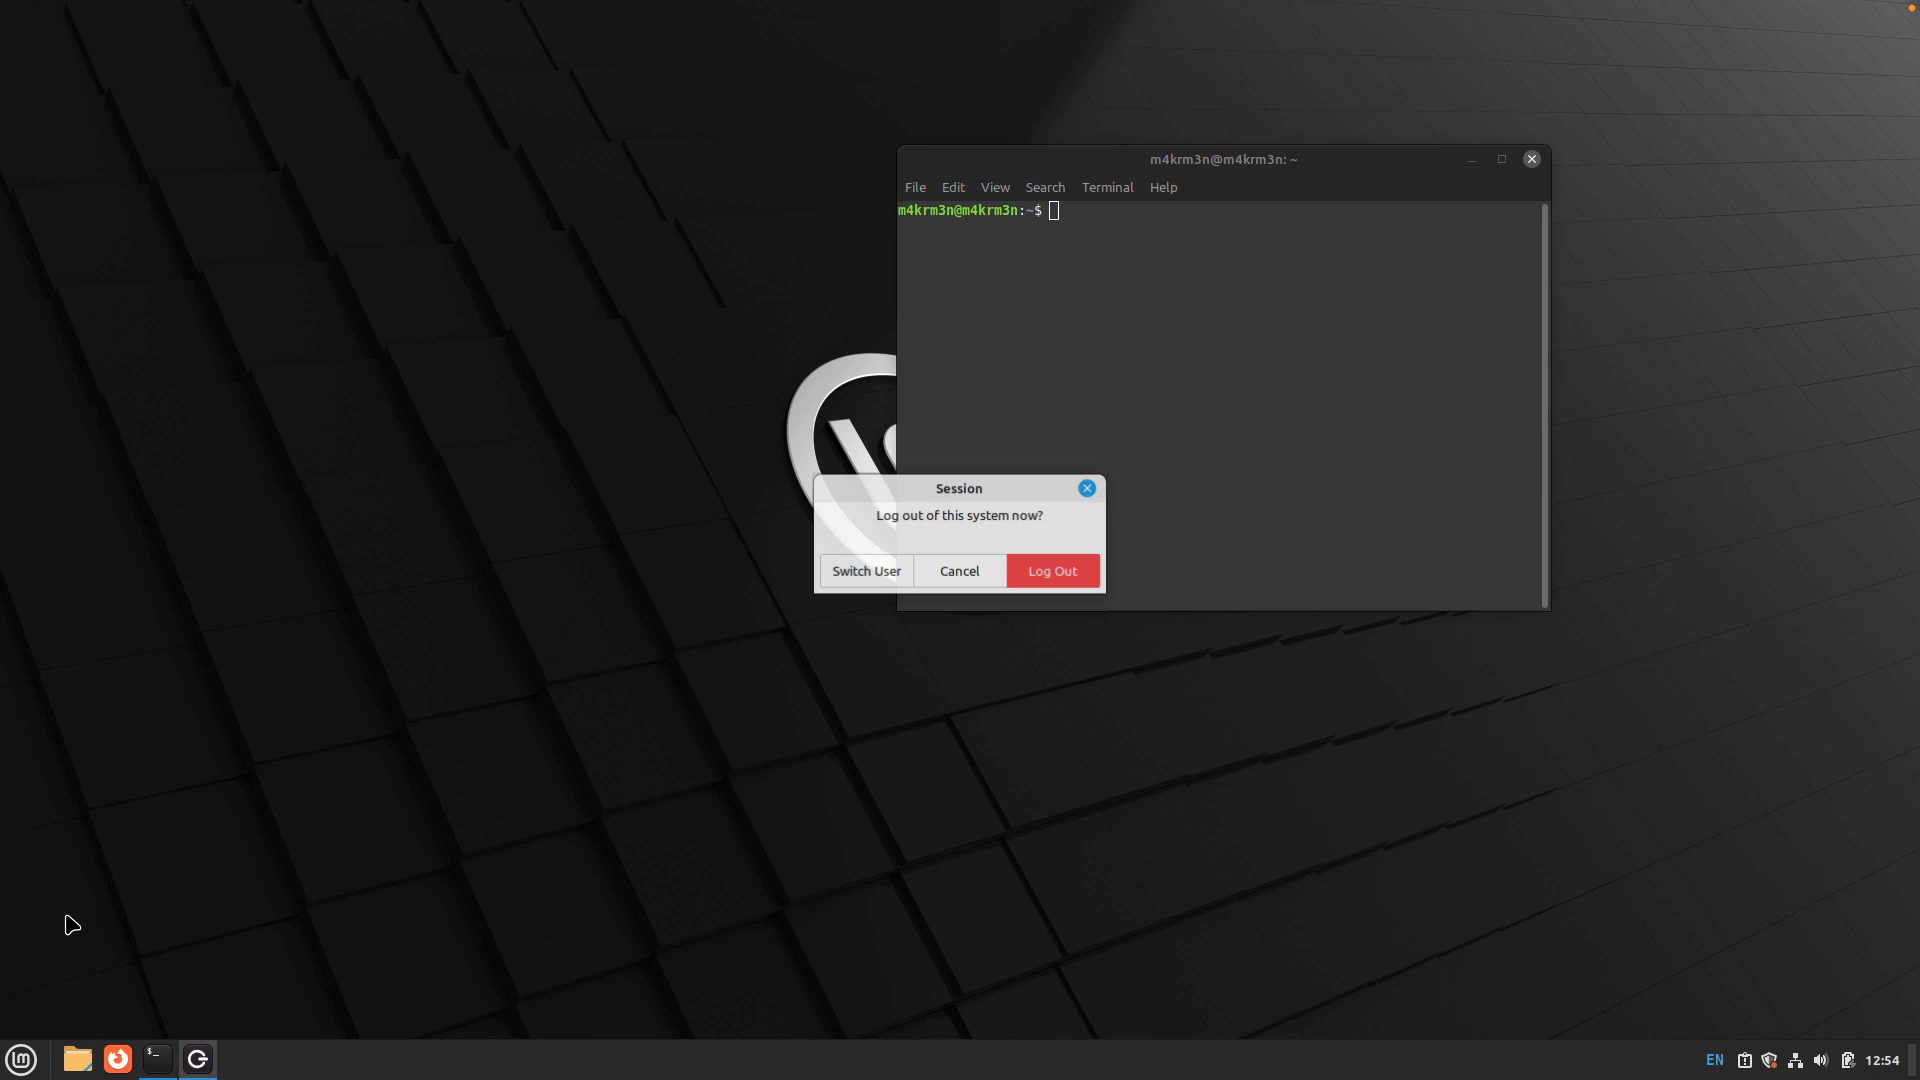 m4krm3n@m4krm3n: ~
File Edit View Search Terminal Help
m4krm3n@m4krm3n:~$
Session
Log out of this system now?
Switch User Cancel Log Out
EN 12:54